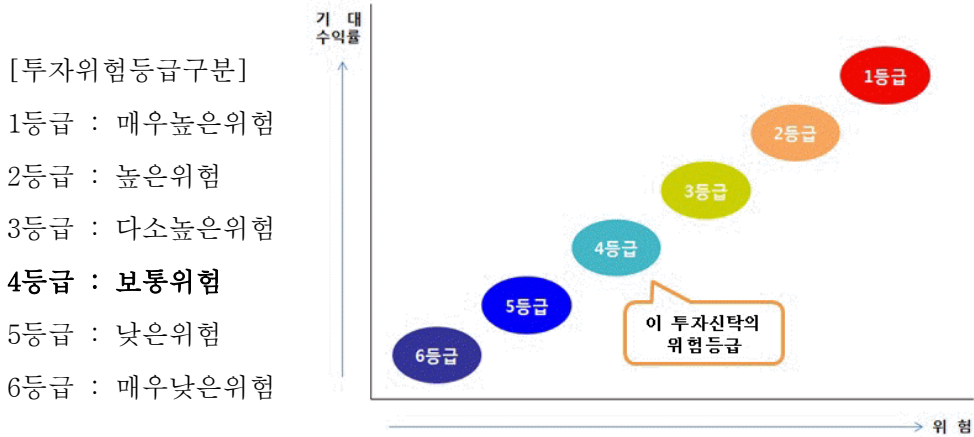 [투자위험등급구분]
1등급 : 매우높은위험
2등급 : 높은위험
3등급 : 다소높은위험
4등급 : 보통위험
5등급 : 낮은위험
6등급 : 매우낮은위험
기 대
수익률
1등급
2등급
3등급
4등급
5등급
6등급
이 투자신탁의
위험등급
위 험